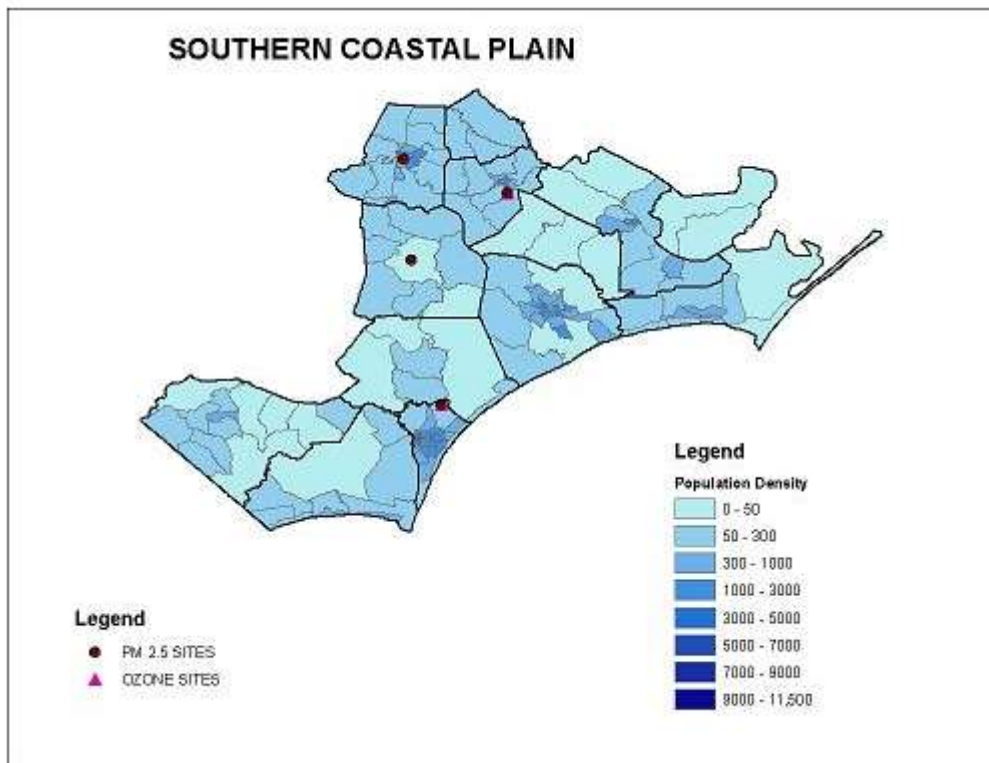 SOUTHERN COASTAL PLAIN
Legend
Population Density
0 - 50
50 - 300
300 - 1000
1000 - 3000
3000 - 5000
5000 - 7000
7000 - 9000
9000 - 11,500
Legend
PM 2.5 SITES
OZONE SITES